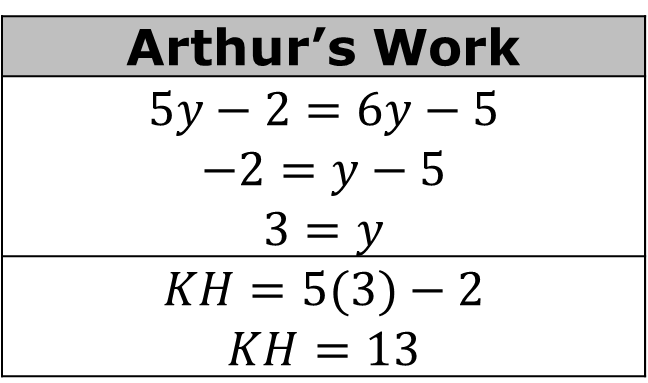 Arthur’s Work
5y − 2 = 6y − 5
−2 = y − 5
3 = y
KH = 5(3) − 2
KH = 13